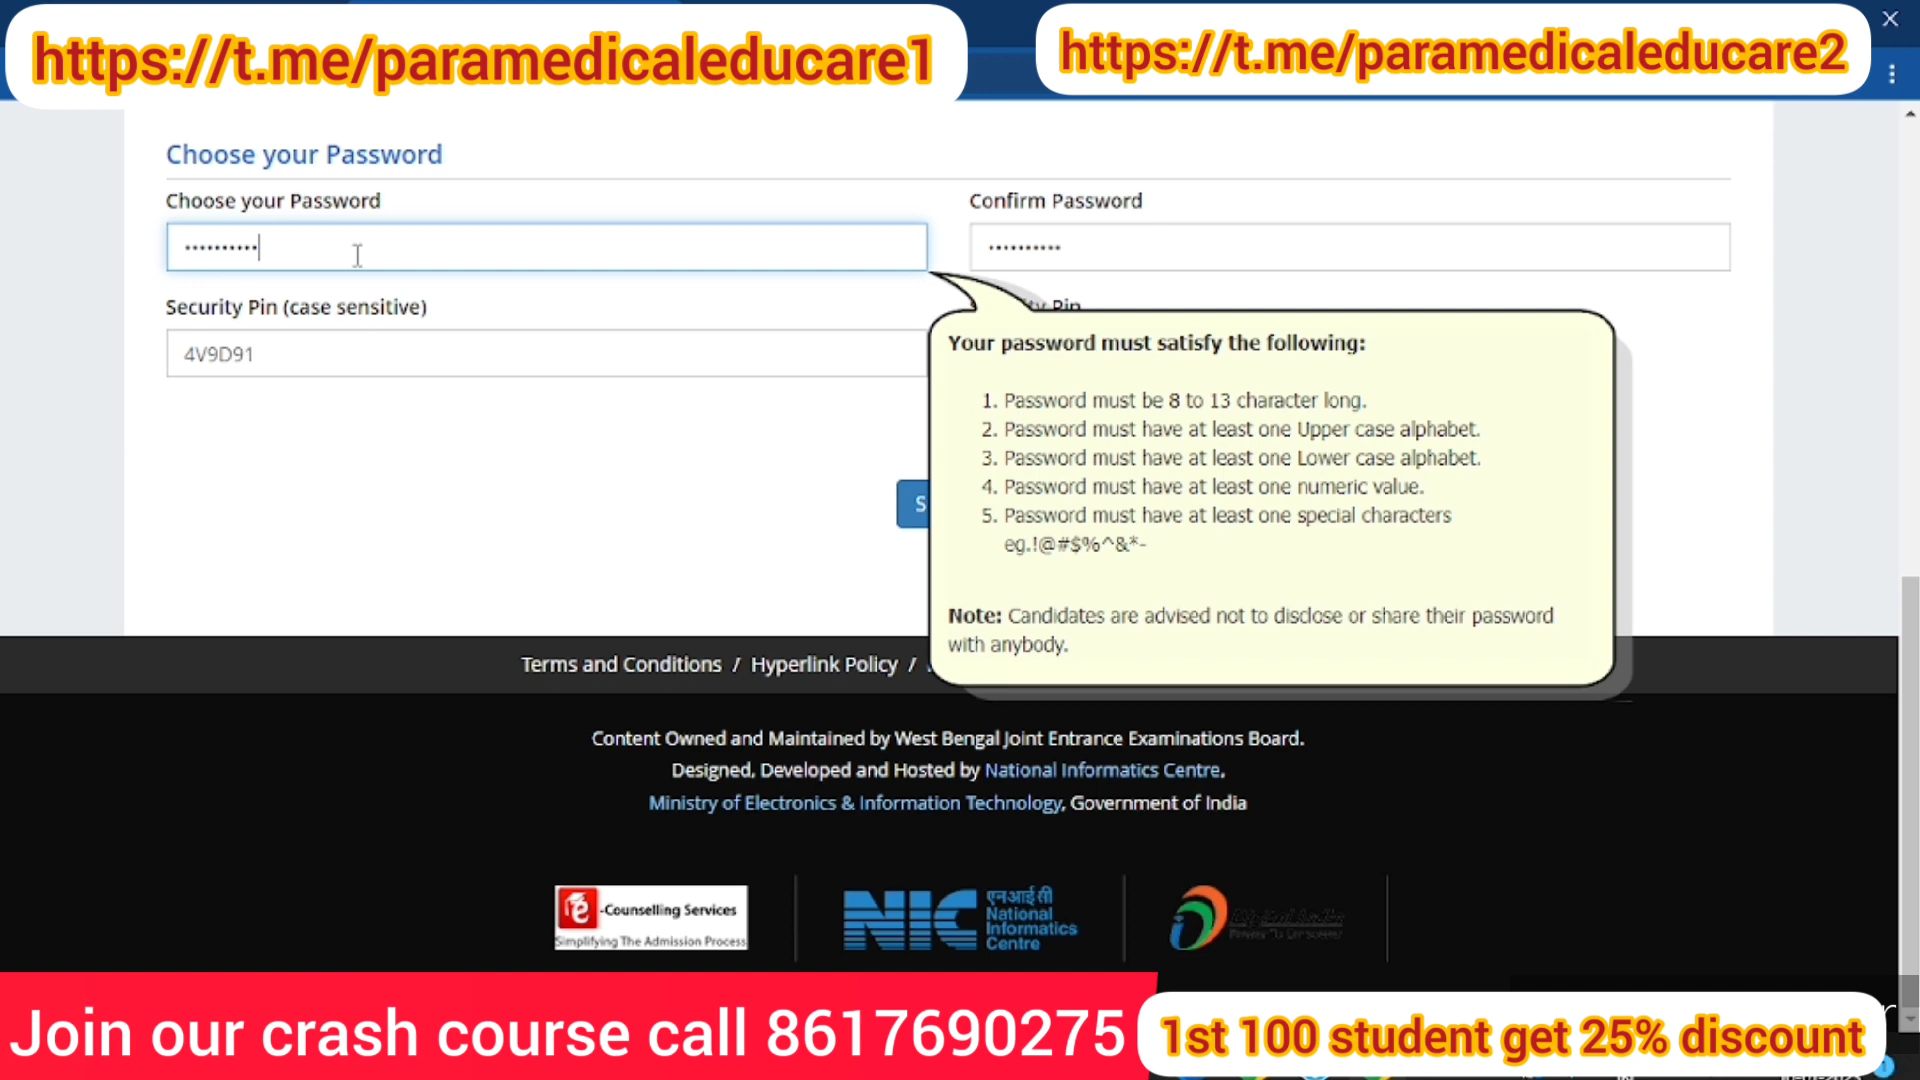 https://t.me/paramedicaleducare1
https://t.me/paramedicaleducare2
Choose your Password
Choose your Password
Confirm Password
Security Pin (case sensitive)
Pin
4V9D91
Your password must satisfy the following:
1. Password must be 8 to 13 character long.
2. Password must have at least one Upper case alphabet.
3. Password must have at least one Lower case alphabet.
4. Password must have at least one numeric value.
5. Password must have at least one special characters
eg.!@#$%^&*-
Note: Candidates are advised not to disclose or share their password
with anybody.
Terms and Conditions / Hyperlink Policy /
Content Owned and Maintained by West Bengal Joint Entrance Examinations Board.
Designed, Developed and Hosted by National Informatics Centre,
Ministry of Electronics & Information Technology, Government of India
e-Counselling Services
Simplifying The Admission Process
NIC एनआईसी
National
Informatics
Centre
Join our crash course call 8617690275
1st 100 student get 25% discount